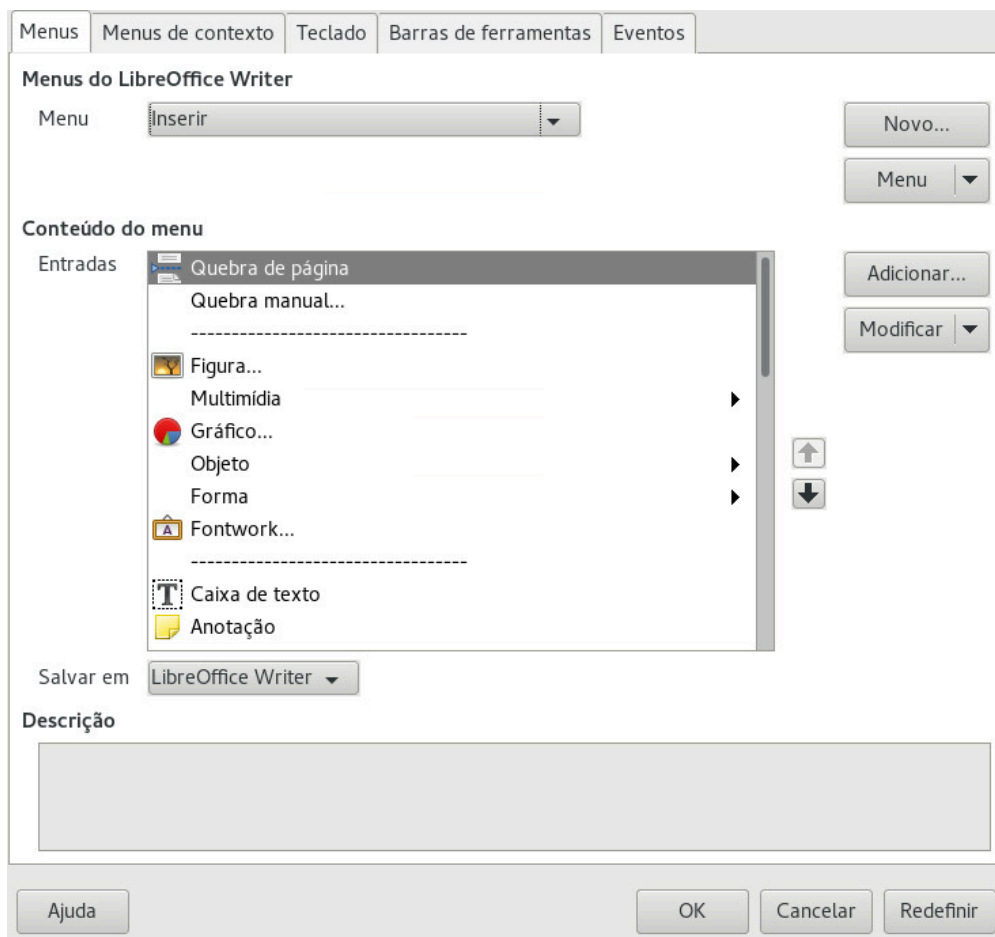 Menus Menus de contexto Teclado Barras de ferramentas Eventos
Menus do LibreOffice Writer
Menu Inserir Novo...
Menu
Conteúdo do menu
Entradas Quebra de página Adicionar...
Quebra manual... Modificar
----------------------------------
Figura...
Multimídia
Gráfico...
Objeto
Forma
A Fontwork...
----------------------------------
T Caixa de texto
Anotação
Salvar em LibreOffice Writer
Descrição
Ajuda OK Cancelar Redefinir